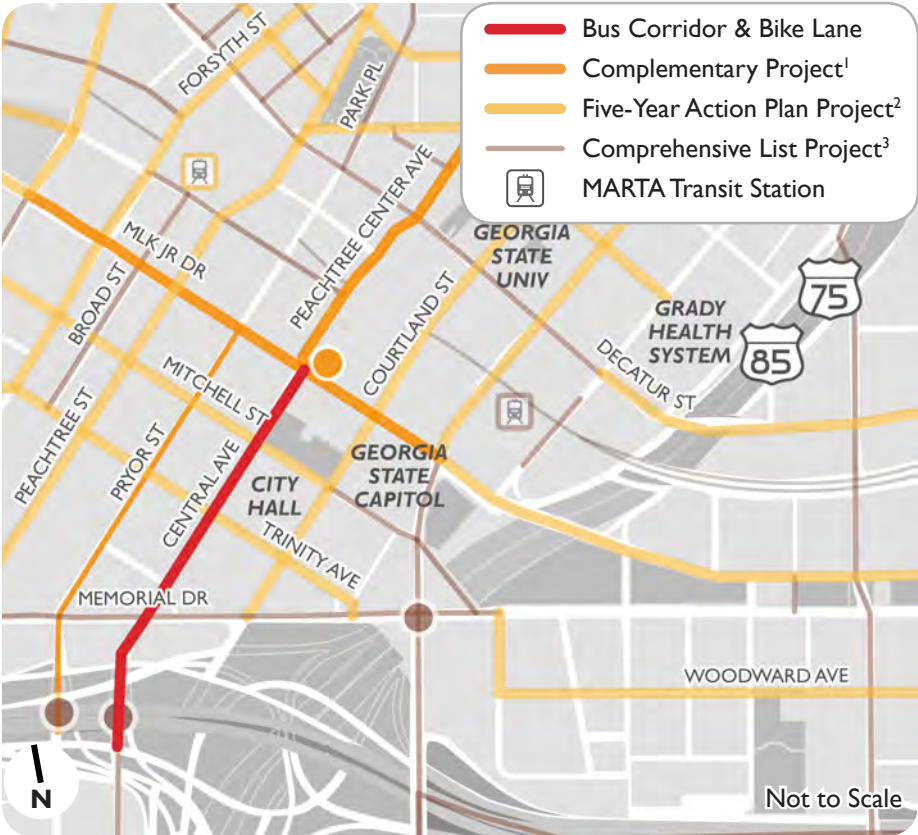 Bus Corridor & Bike Lane
Complementary Project¹
Five-Year Action Plan Project²
Comprehensive List Project³
MARTA Transit Station
FORSYTH ST
PARK PL
PEACHTREE CENTER AVE
MLK JR DR
BROAD ST
GEORGIA
STATE
UNIV
75
COURTLAND ST
GRADY
HEALTH
SYSTEM
85
DECATUR ST
MITCHELL ST
PEACHTREE ST
PRYOR ST
CENTRAL AVE
CITY
HALL
GEORGIA
STATE
CAPITOL
TRINITY AVE
MEMORIAL DR
WOODWARD AVE
N
Not to Scale